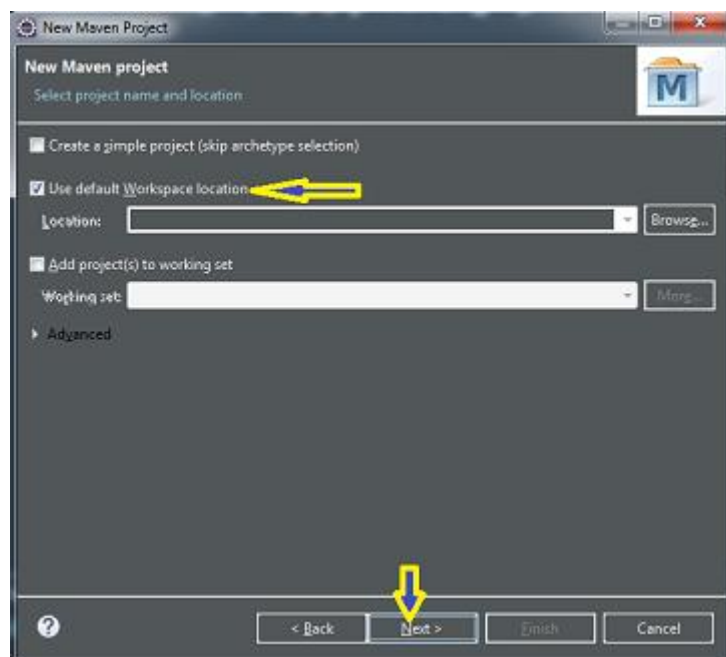 New Maven Project
New Maven project
Select project name and location
M
Create a simple project (skip archetype selection)
Use default Workspace location
Location:
Browse...
Add project(s) to working set
Working set:
More...
Advanced
?
< Back
Next >
Finish
Cancel